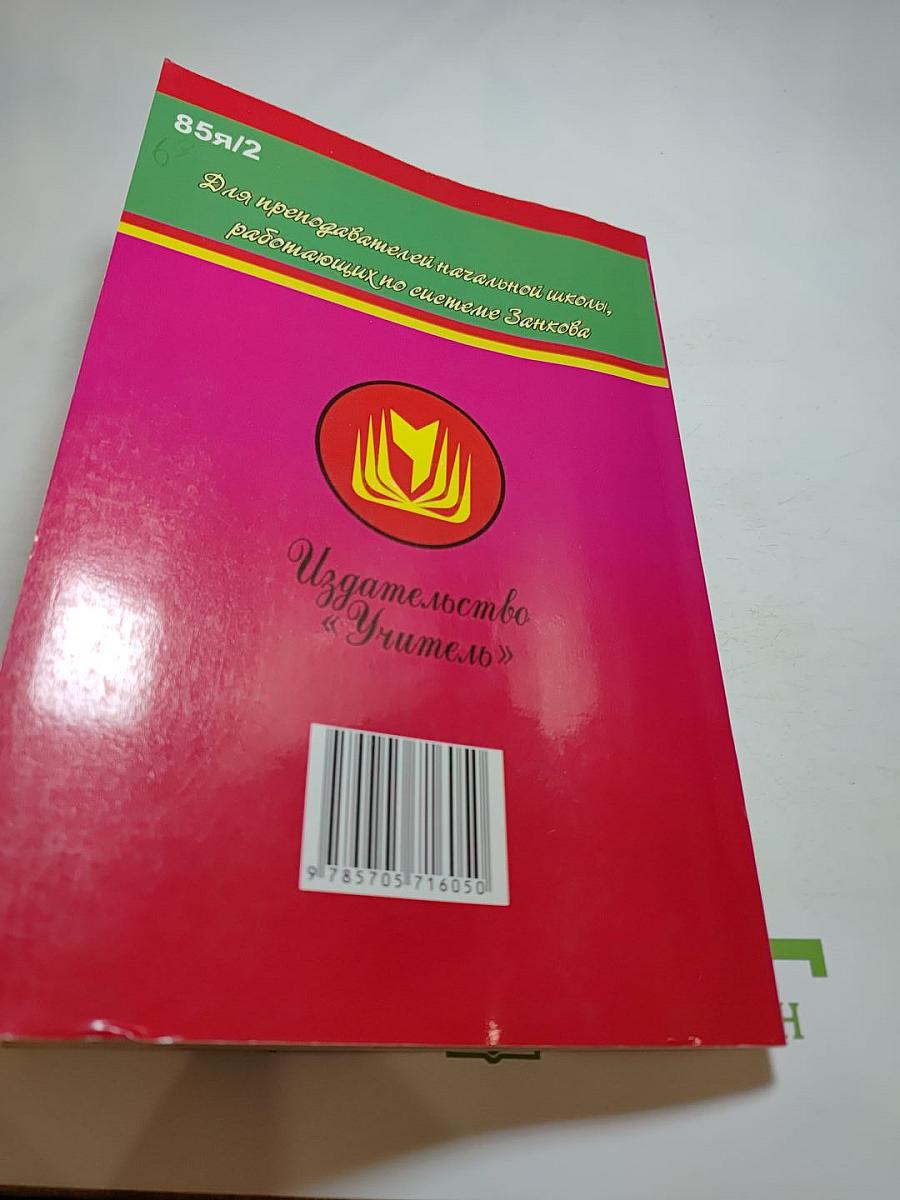 85я/2
Для преподавателей начальной школы,
работающих по системе Занкова
Издательство
«Учитель»
9 785705 716050
Н